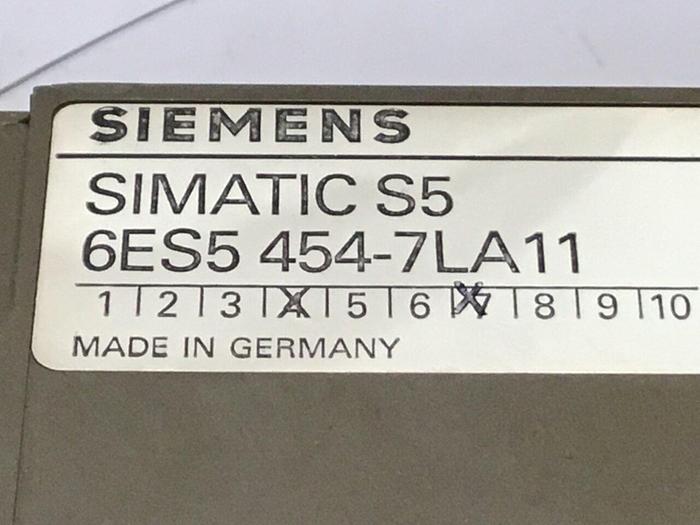 SIEMENS
SIMATIC S5
6ES5 454-7LA11
1 | 2 | 3 | 4 | 5 | 6 | 7 | 8 | 9 | 10
MADE IN GERMANY